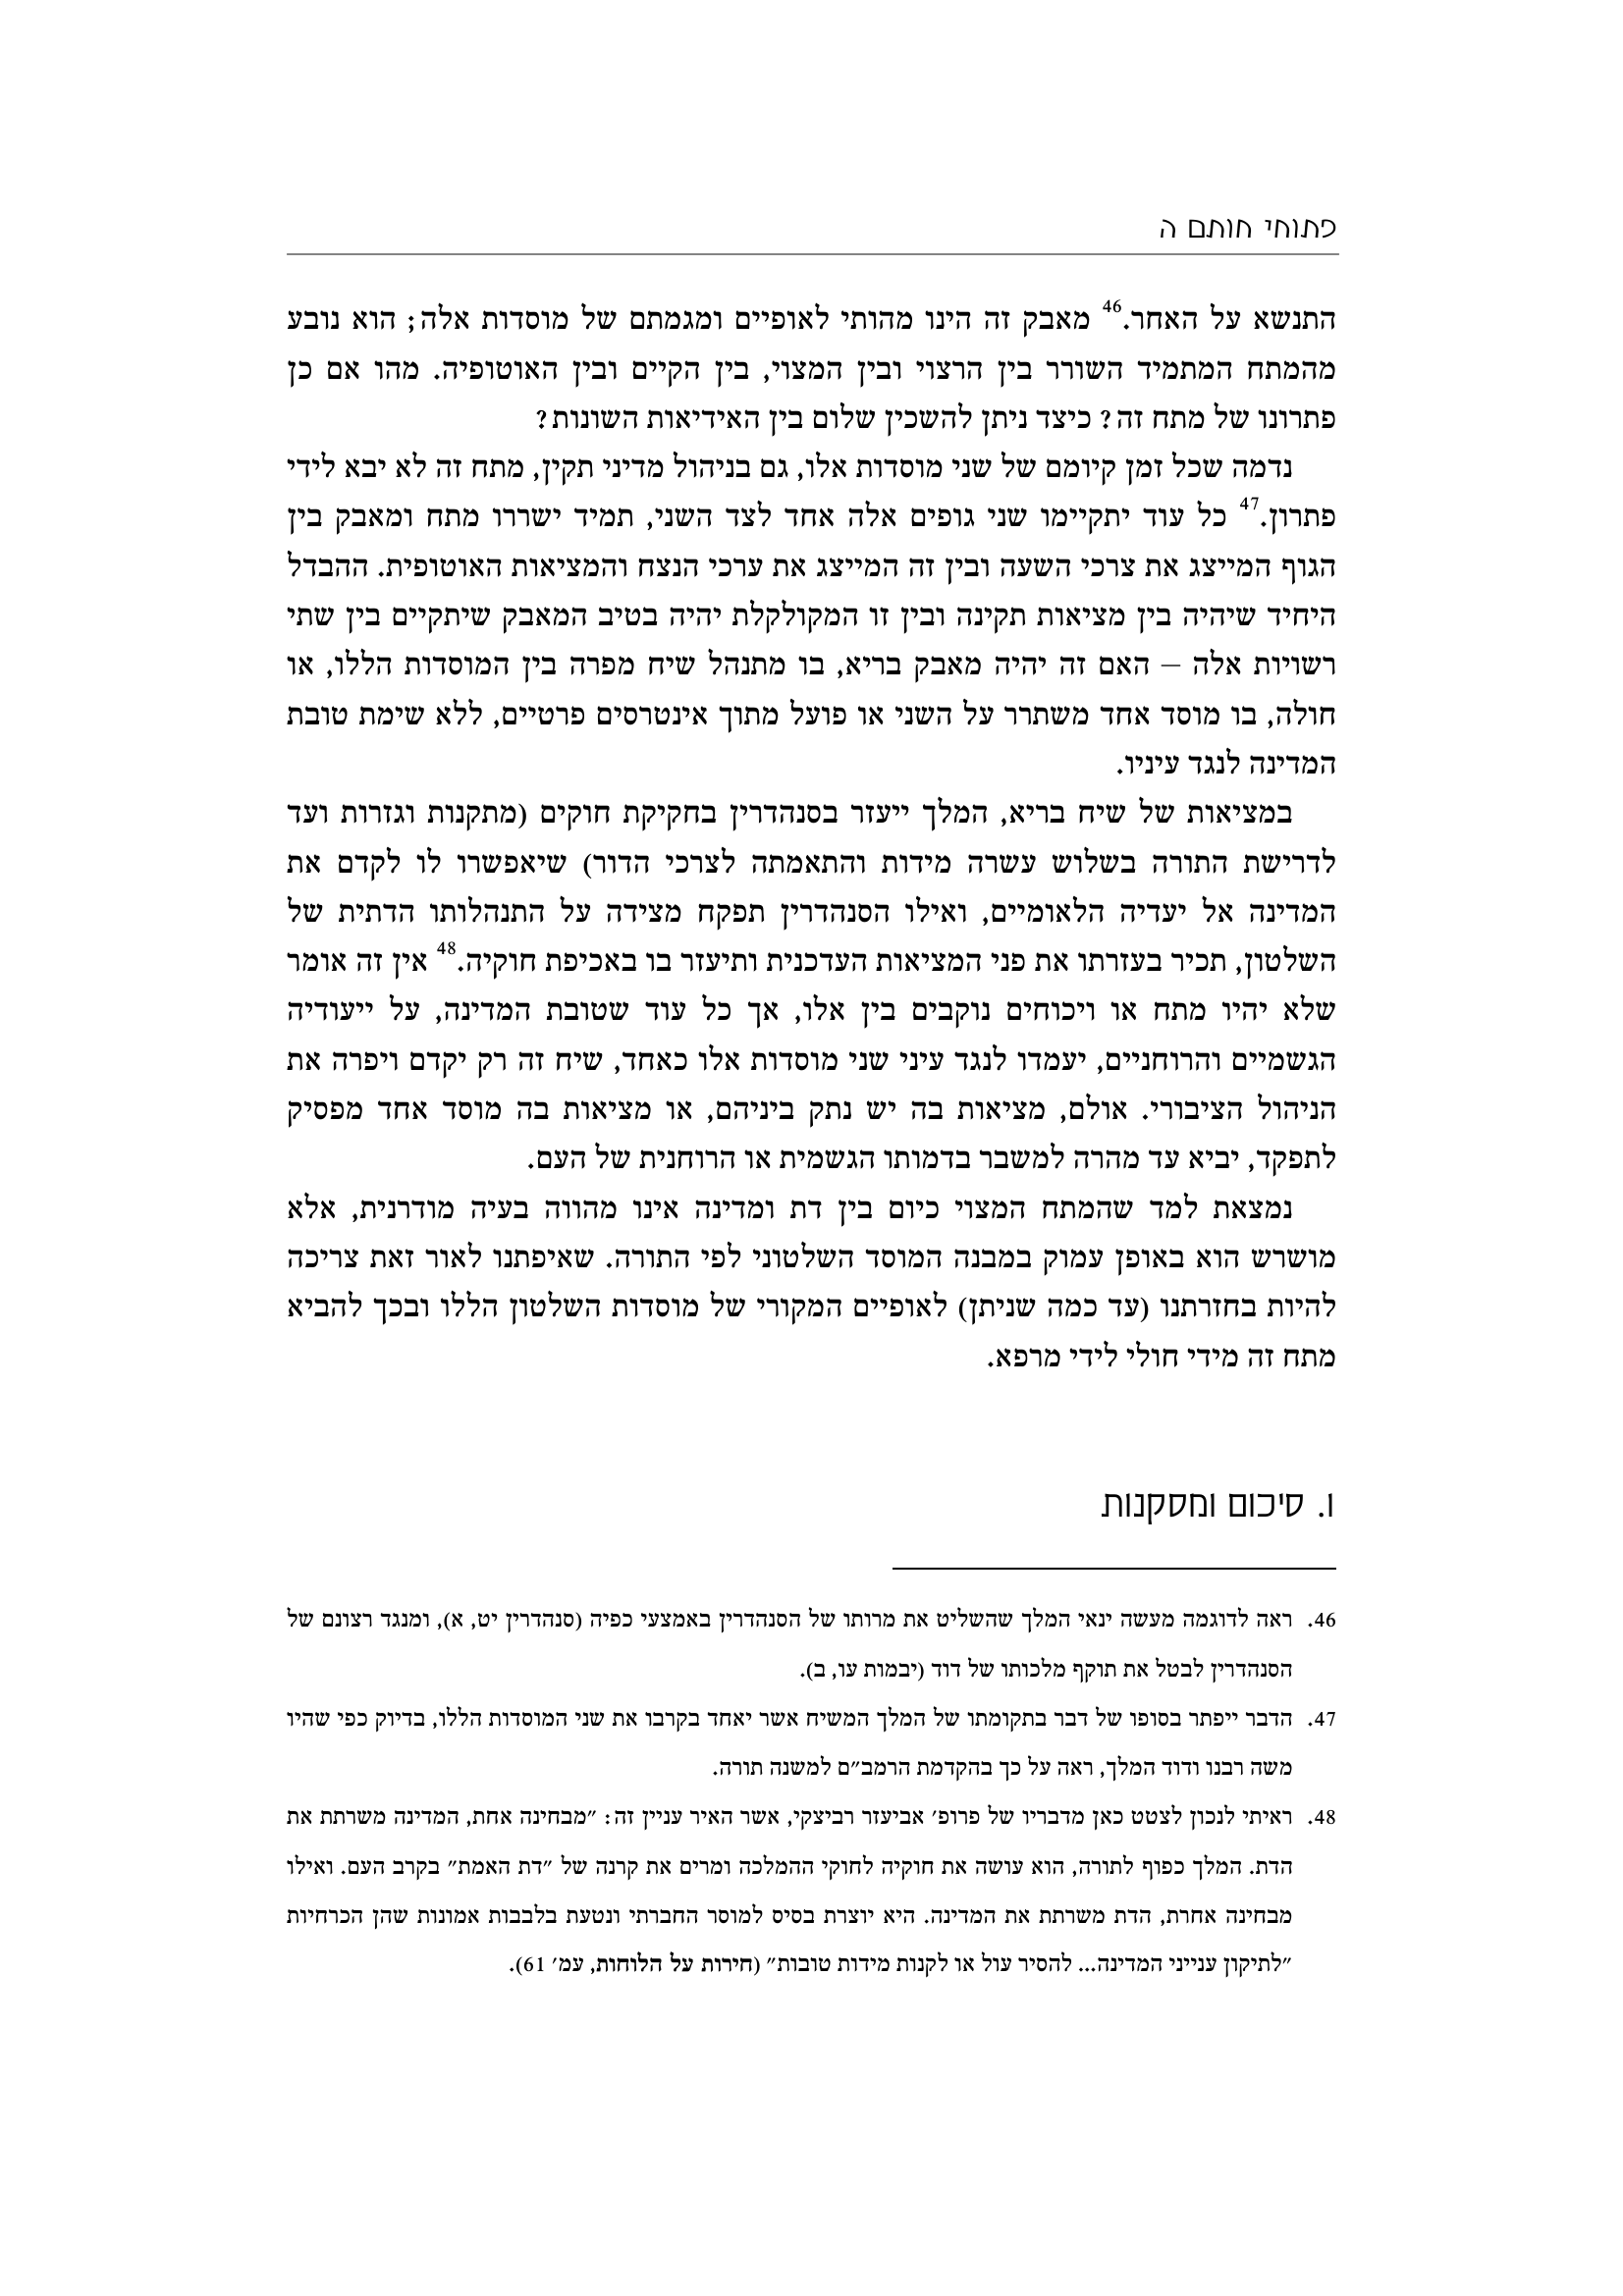 פתוחי חותם ה
התנשא על האחר.46 מאבק זה הינו מהותי לאופיים ומגמתם של מוסדות אלה; הוא נובע
מהמתח המתמיד השורר בין הרצוי ובין המצוי, בין הקיים ובין האוטופיה. מהו אם כן
פתרונו של מתח זה? כיצד ניתן להשכין שלום בין האידיאות השונות?
נדמה שכל זמן קיומם של שני מוסדות אלו, גם בניהול מדיני תקין, מתח זה לא יבא לידי
פתרון.47 כל עוד יתקיימו שני גופים אלה אחד לצד השני, תמיד ישררו מתח ומאבק בין
הגוף המייצג את צרכי השעה ובין זה המייצג את ערכי הנצח והמציאות האוטופית. ההבדל
היחיד שיהיה בין מציאות תקינה ובין זו המקולקלת יהיה בטיב המאבק שיתקיים בין שתי
רשויות אלה – האם זה יהיה מאבק בריא, בו מתנהל שיח מפרה בין המוסדות הללו, או
חולה, בו מוסד אחד משתרר על השני או פועל מתוך אינטרסים פרטיים, ללא שימת טובת
המדינה לנגד עיניו.
במציאות של שיח בריא, המלך ייעזר בסנהדרין בחקיקת חוקים (מתקנות וגזרות ועד
לדרישת התורה בשלוש עשרה מידות והתאמתה לצרכי הדור) שיאפשרו לו לקדם את
המדינה אל יעדיה הלאומיים, ואילו הסנהדרין תפקח מצידה על התנהלותו הדתית של
השלטון, תכיר בעזרתו את פני המציאות העדכנית ותיעזר בו באכיפת חוקיה.48 אין זה אומר
שלא יהיו מתח או ויכוחים נוקבים בין אלו, אך כל עוד שטובת המדינה, על ייעודיה
הגשמיים והרוחניים, יעמדו לנגד עיני שני מוסדות אלו כאחד, שיח זה רק יקדם ויפרה את
הניהול הציבורי. אולם, מציאות בה יש נתק ביניהם, או מציאות בה מוסד אחד מפסיק
לתפקד, יביא עד מהרה למשבר בדמותו הגשמית או הרוחנית של העם.
נמצאת למד שהמתח המצוי כיום בין דת ומדינה אינו מהווה בעיה מודרנית, אלא
מושרש הוא באופן עמוק במבנה המוסד השלטוני לפי התורה. שאיפתנו לאור זאת צריכה
להיות בחזרתנו (עד כמה שניתן) לאופיים המקורי של מוסדות השלטון הללו ובכך להביא
מתח זה מידי חולי לידי מרפא.
ו. סיכום ומסקנות
46. ראה לדוגמה מעשה ינאי המלך שהשליט את מרותו של הסנהדרין באמצעי כפיה (סנהדרין יט, א), ומנגד רצונם של
הסנהדרין לבטל את תוקף מלכותו של דוד (יבמות עו, ב).
47. הדבר ייפתר בסופו של דבר בתקומתו של המלך המשיח אשר יאחד בקרבו את שני המוסדות הללו, בדיוק כפי שהיו
משה רבנו ודוד המלך, ראה על כך בהקדמת הרמב״ם למשנה תורה.
48. ראיתי לנכון לצטט כאן מדבריו של פרופ׳ אביעזר רביצקי, אשר האיר עניין זה: ״מבחינה אחת, המדינה משרתת את
הדת. המלך כפוף לתורה, הוא עושה את חוקיה לחוקי ההמלכה ומרים את קרנה של ״דת האמת״ בקרב העם. ואילו
מבחינה אחרת, הדת משרתת את המדינה. היא יוצרת בסיס למוסר החברתי ונטעת בלבבות אמונות שהן הכרחיות
״לתיקון ענייני המדינה... להסיר עול או לקנות מידות טובות״ (חירות על הלוחות, עמ׳ 61).